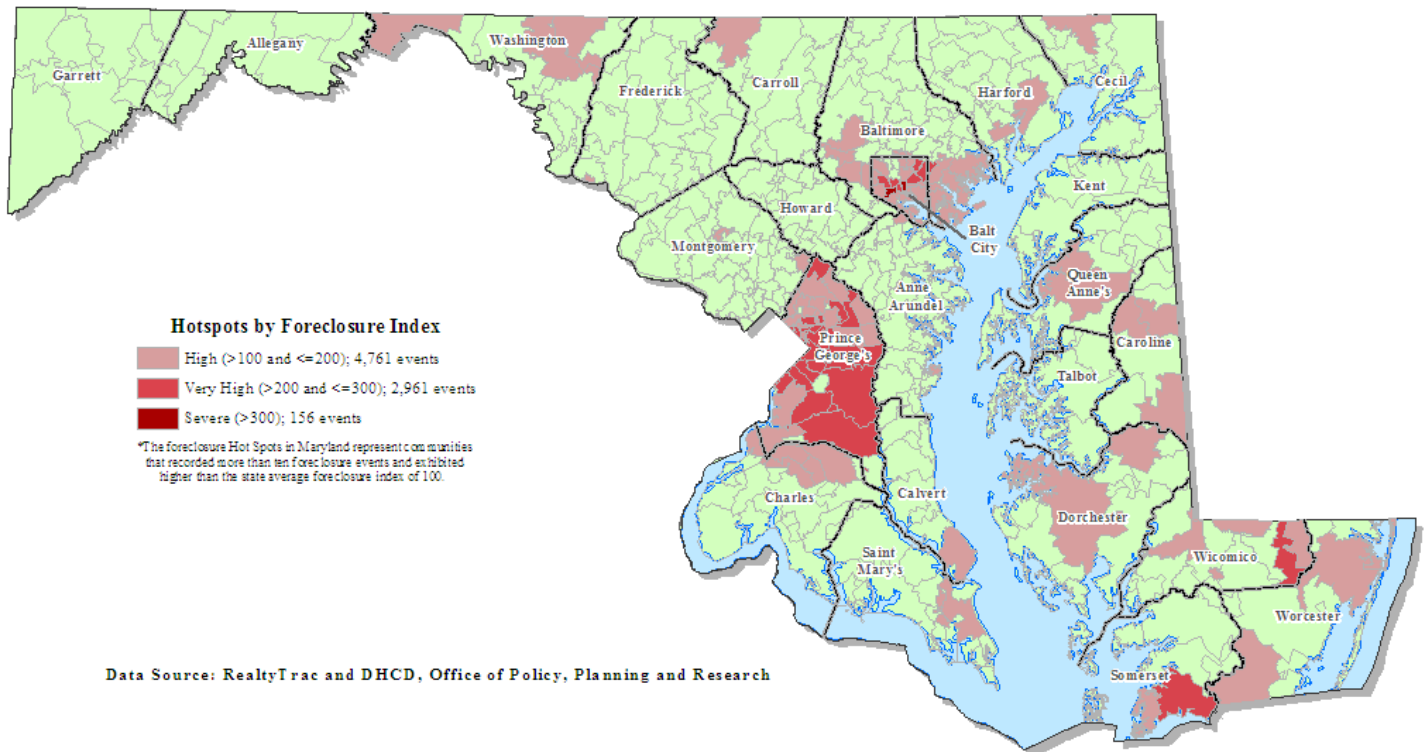 Garrett
Allegany
Washington
Frederick
Carroll
Baltimore
Harford
Cecil
Kent
Howard
Montgomery
Balt
City
Anne
Arundel
Queen
Anne's
Caroline
Talbot
Prince
George's
Hotspots by Foreclosure Index
High (>100 and <=200); 4,761 events
Very High (>200 and <=300); 2,961 events
Severe (>300); 156 events
*The foreclosure Hot Spots in Maryland represent communities
that recorded more than ten foreclosure events and exhibited
higher than the state average foreclosure index of 100.
Charles
Calvert
Dorchester
Saint
Mary's
Wicomico
Worcester
Somerset
Data Source: RealtyTrac and DHCD, Office of Policy, Planning and Research